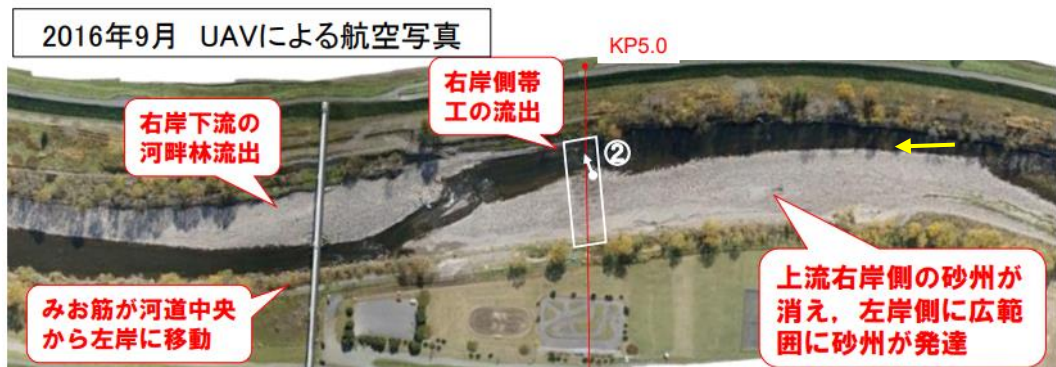 2016年9月 UAVによる航空写真
KP5.0
右岸側帯
工の流出
右岸下流の
河畔林流出
②
みお筋が河道中央
から左岸に移動
上流右岸側の砂州が
消え，左岸側に広範
囲に砂州が発達